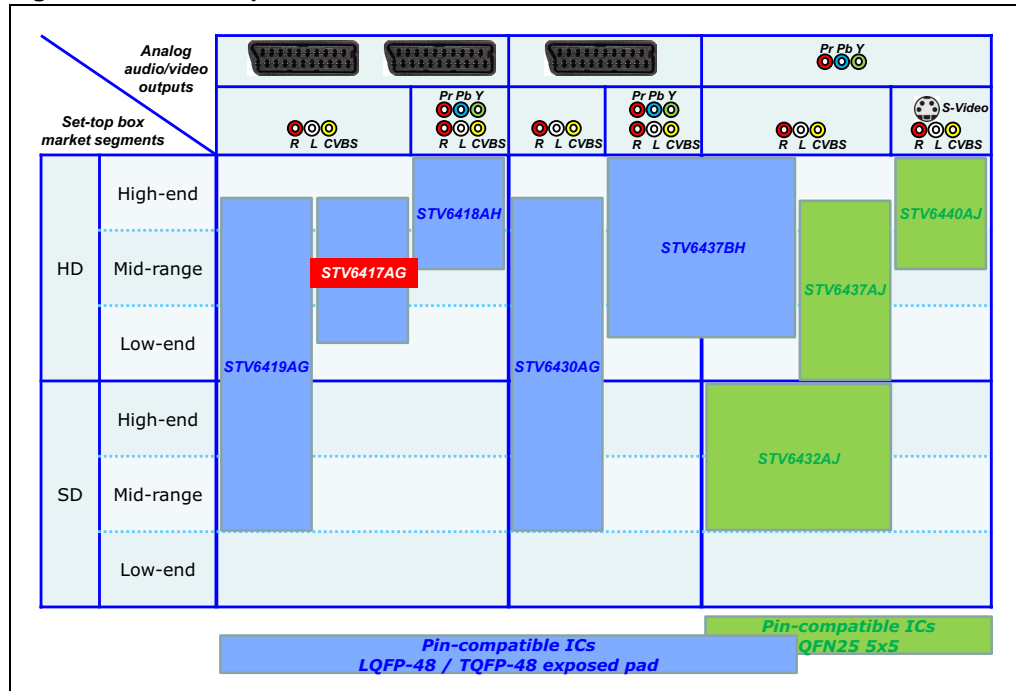 Analog
audio/video
outputs
Set-top box
market segments
Pr Pb Y
R L CVBS
Pr Pb Y
R L CVBS
R L CVBS
Pr Pb Y
R L CVBS
R L CVBS
S-Video
R L CVBS
HD
High-end
Mid-range
Low-end
SD
High-end
Mid-range
Low-end
STV6419AG
STV6417AG
STV6418AH
STV6430AG
STV6437BH
STV6437AJ
STV6440AJ
STV6432AJ
Pin-compatible ICs
QFN25 5x5
Pin-compatible ICs
LQFP-48 / TQFP-48 exposed pad